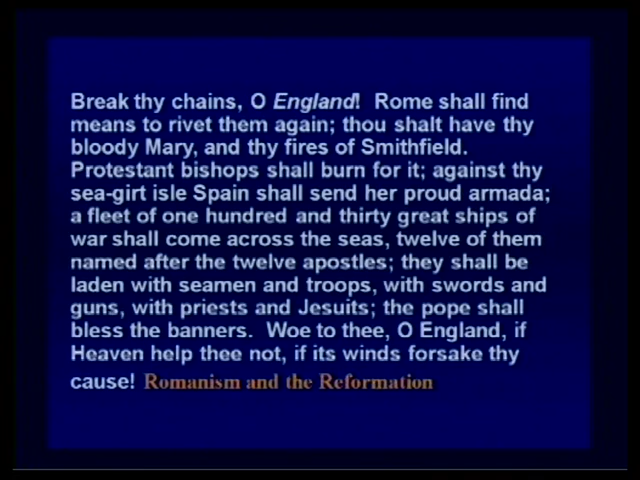 Break thy chains, O England! Rome shall find
means to rivet them again; thou shalt have thy
bloody Mary, and thy fires of Smithfield.
Protestant bishops shall burn for it; against thy
sea-girt isle Spain shall send her proud armada;
a fleet of one hundred and thirty great ships of
war shall come across the seas, twelve of them
named after the twelve apostles; they shall be
laden with seamen and troops, with swords and
guns, with priests and Jesuits; the pope shall
bless the banners. Woe to thee, O England, if
Heaven help thee not, if its winds forsake thy
cause! Romanism and the Reformation